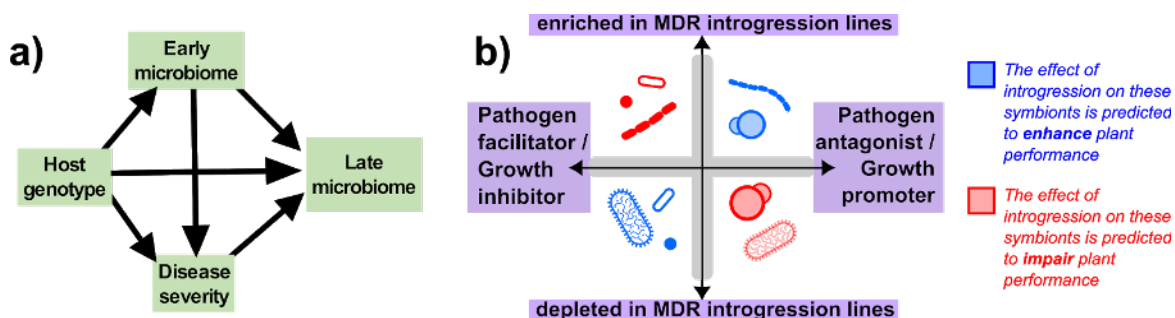 a)
Early
microbiome
Host
genotype
Late
microbiome
Disease
severity
b)
enriched in MDR introgression lines
Pathogen
facilitator /
Growth
inhibitor
Pathogen
antagonist /
Growth
promoter
depleted in MDR introgression lines
The effect of
introgression on these
symbionts is predicted
to enhance plant
performance
The effect of
introgression on these
symbionts is predicted
to impair plant
performance